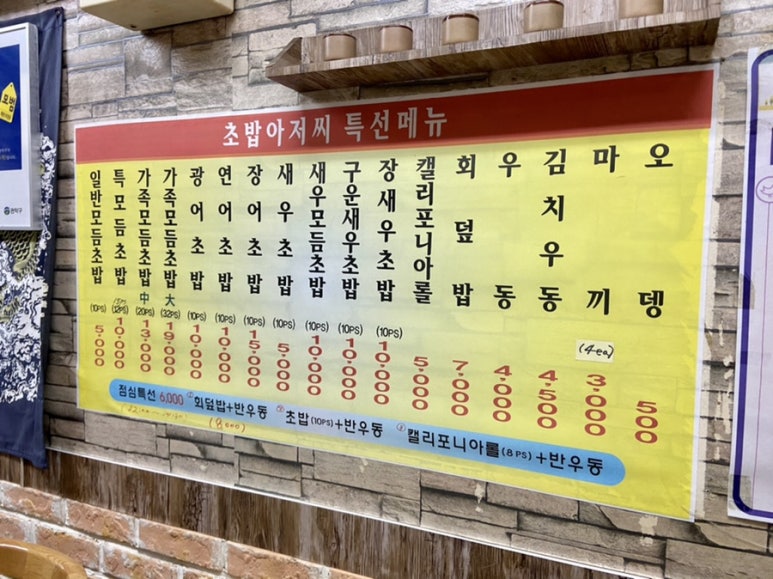 초밥아저씨 특선메뉴
일반모듬초밥 (10PS) 5,000
특모듬초밥 (12PS) 10,000
가족모듬초밥 中 (20PS) 13,000
가족모듬초밥 大 (32PS) 19,000
광어초밥 (10PS) 10,000
연어초밥 (10PS) 10,000
장어초밥 (10PS) 15,000
새우초밥 (10PS) 5,000
새우모듬초밥 (10PS) 10,000
구운새우초밥 (10PS) 10,000
장새우초밥 (10PS) 10,000
캘리포니아롤 5,000
회덮밥 7,000
우동 4,000
김치우동 4,500
마끼 (4ea) 3,000
오뎅 500
점심특선 6,000 ①회덮밥+반우동 ②초밥(10PS)+반우동 ③캘리포니아롤(8PS)+반우동
(8,000)
모범
관악구